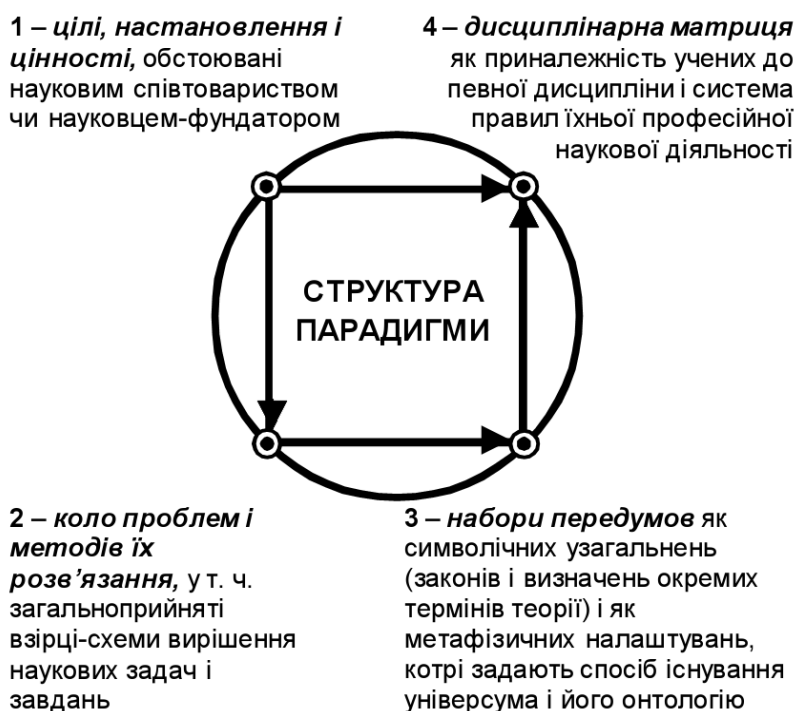 1 – цілі, настановлення і
цінності, обстоювані
науковим співтовариством
чи науковцем-фундатором
4 – дисциплінарна матриця
як приналежність учених до
певної дисципліни і система
правил їхньої професійної
наукової діяльності
СТРУКТУРА
ПАРАДИГМИ
2 – коло проблем і
методів їх
розв’язання, у т. ч.
загальноприйняті
взірці-схеми вирішення
наукових задач і
завдань
3 – набори передумов як
символічних узагальнень
(законів і визначень окремих
термінів теорії) і як
метафізичних налаштувань,
котрі задають спосіб існування
універсума і його онтологію